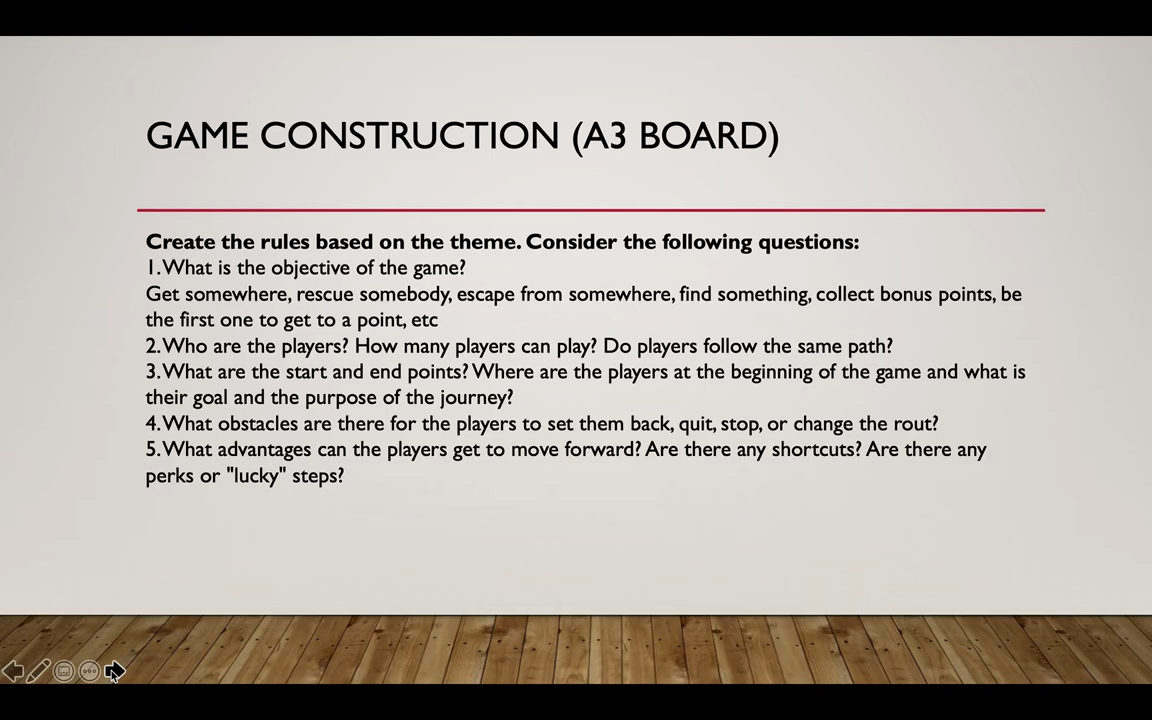 GAME CONSTRUCTION (A3 BOARD)
Create the rules based on the theme. Consider the following questions:
1. What is the objective of the game?
Get somewhere, rescue somebody, escape from somewhere, find something, collect bonus points, be
the first one to get to a point, etc
2. Who are the players? How many players can play? Do players follow the same path?
3. What are the start and end points? Where are the players at the beginning of the game and what is
their goal and the purpose of the journey?
4. What obstacles are there for the players to set them back, quit, stop, or change the rout?
5. What advantages can the players get to move forward? Are there any shortcuts? Are there any
perks or "lucky" steps?